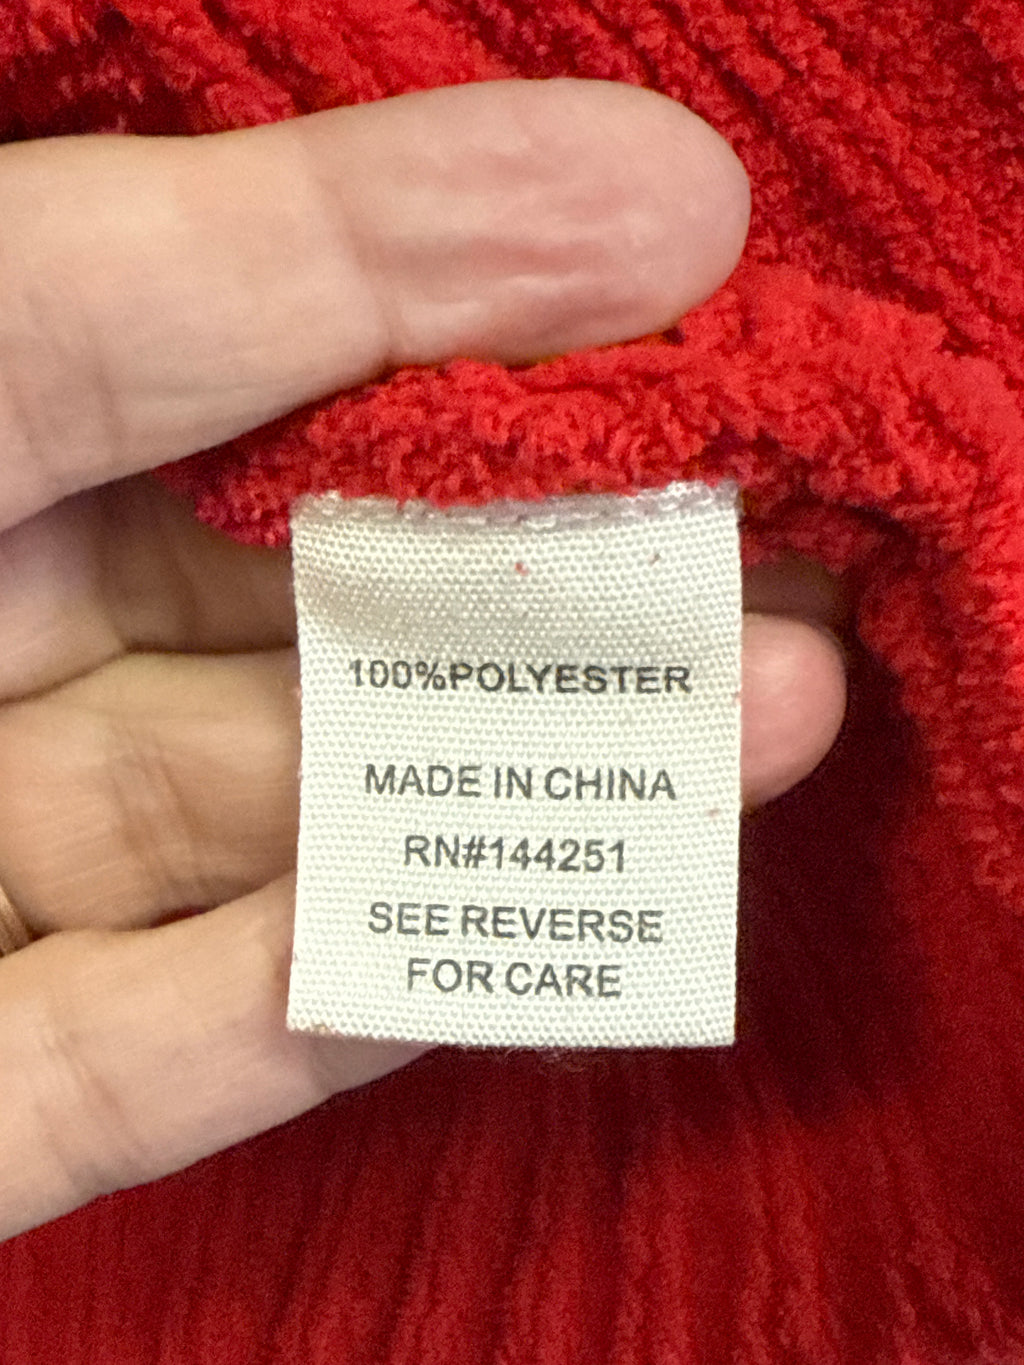 100%POLYESTER
MADE IN CHINA
RN#144251
SEE REVERSE
FOR CARE